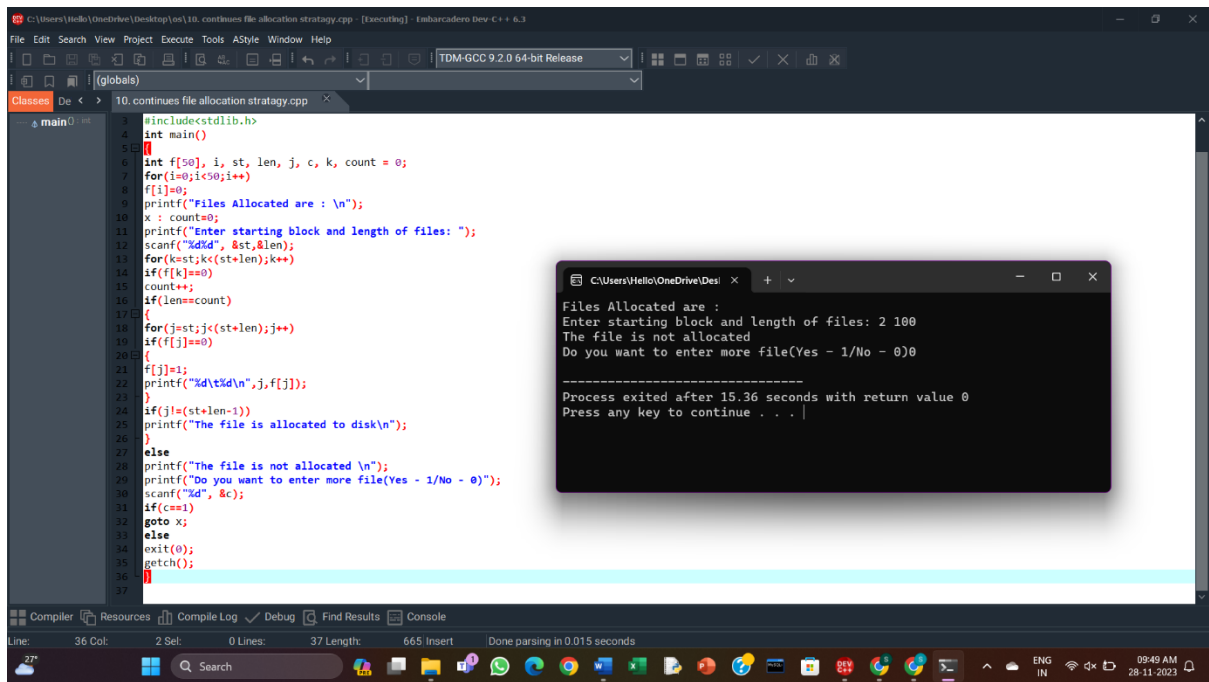 C:\Users\Hello\OneDrive\Desktop\os\10. continues file allocation stratagy.cpp - [Executing] - Embarcadero Dev-C++ 6.3
File Edit Search View Project Execute Tools AStyle Window Help
TDM-GCC 9.2.0 64-bit Release
(globals)
Classes De < > 10. continues file allocation stratagy.cpp ×
main() : int
3 #include<stdlib.h>
4 int main()
5 {
6 int f[50], i, st, len, j, c, k, count = 0;
7 for(i=0;i<50;i++)
8 f[i]=0;
9 printf("Files Allocated are : \n");
10 x : count=0;
11 printf("Enter starting block and length of files: ");
12 scanf("%d%d", &st,&len);
13 for(k=st;k<(st+len);k++)
14 if(f[k]==0)
15 count++;
16 if(len==count)
17 {
18 for(j=st;j<(st+len);j++)
19 if(f[j]==0)
20 {
21 f[j]=1;
22 printf("%d\t%d\n",j,f[j]);
23 }
24 if(j!=(st+len-1))
25 printf("The file is allocated to disk\n");
26 }
27 else
28 printf("The file is not allocated \n");
29 printf("Do you want to enter more file(Yes - 1/No - 0)");
30 scanf("%d", &c);
31 if(c==1)
32 goto x;
33 else
34 exit(0);
35 getch();
36 }
37
C:\Users\Hello\OneDrive\Des × +
Files Allocated are :
Enter starting block and length of files: 2 100
The file is not allocated
Do you want to enter more file(Yes - 1/No - 0)0
--------------------------------
Process exited after 15.36 seconds with return value 0
Press any key to continue . . .
Compiler Resources Compile Log Debug Find Results Console
Line: 36 Col: 2 Sel: 0 Lines: 37 Length: 665 Insert Done parsing in 0.015 seconds
27° Search ENG 09:49 AM
IN 28-11-2023